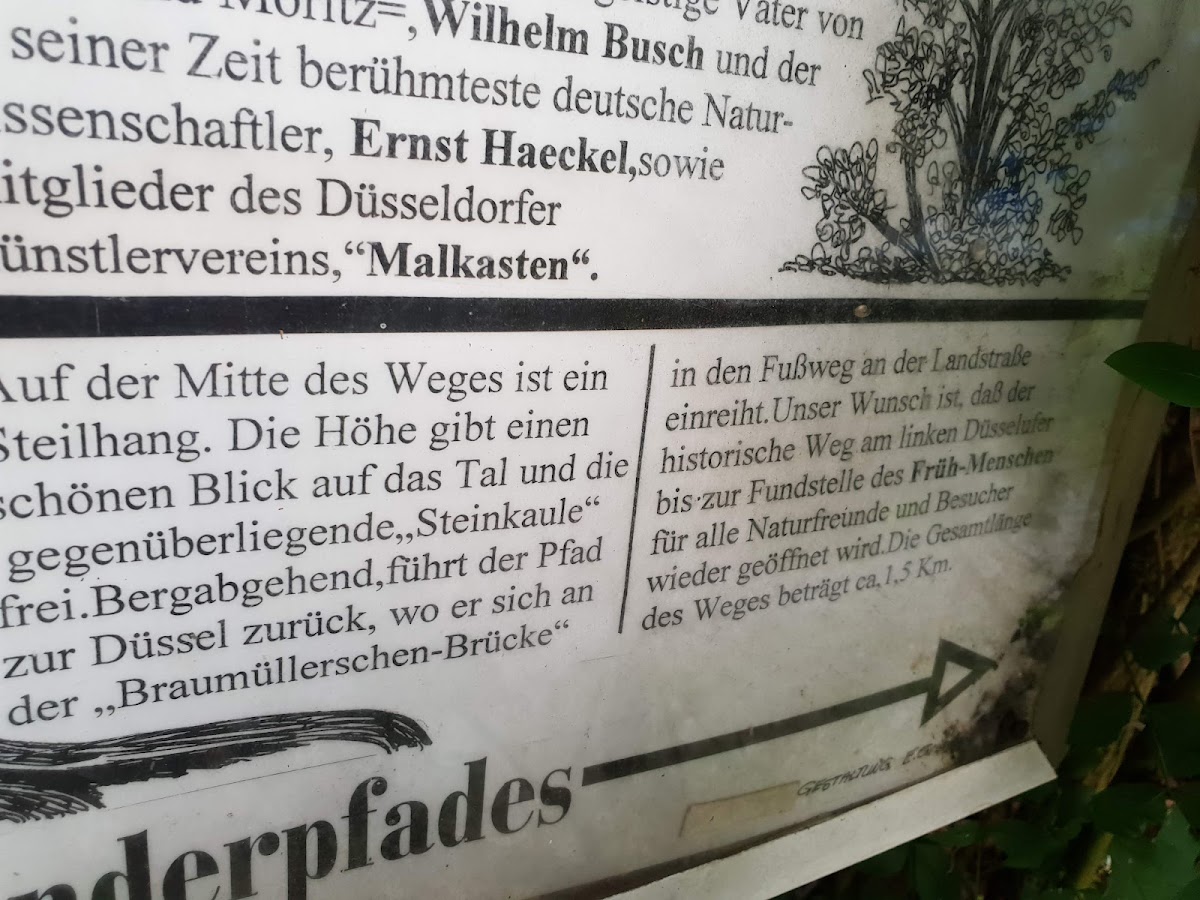 Moritz=,Wilhelm Busch und der
Vater von
seiner Zeit berühmteste deutsche Natur-
ssenschaftler, Ernst Haeckel,sowie
itglieder des Düsseldorfer
ünstlervereins,“Malkasten“.
Auf der Mitte des Weges ist ein
Steilhang. Die Höhe gibt einen
schönen Blick auf das Tal und die
gegenüberliegende„Steinkaule“
frei.Bergabgehend,führt der Pfad
zur Düssel zurück, wo er sich an
der „Braumüllerschen-Brücke“
in den Fußweg an der Landstraße
einreiht.Unser Wunsch ist, daß der
historische Weg am linken Düsselufer
bis zur Fundstelle des Früh-Menschen
für alle Naturfreunde und Besucher
wieder geöffnet wird.Die Gesamtlänge
des Weges beträgt ca,1,5 Km.
nderpfades
GESTALTUNG